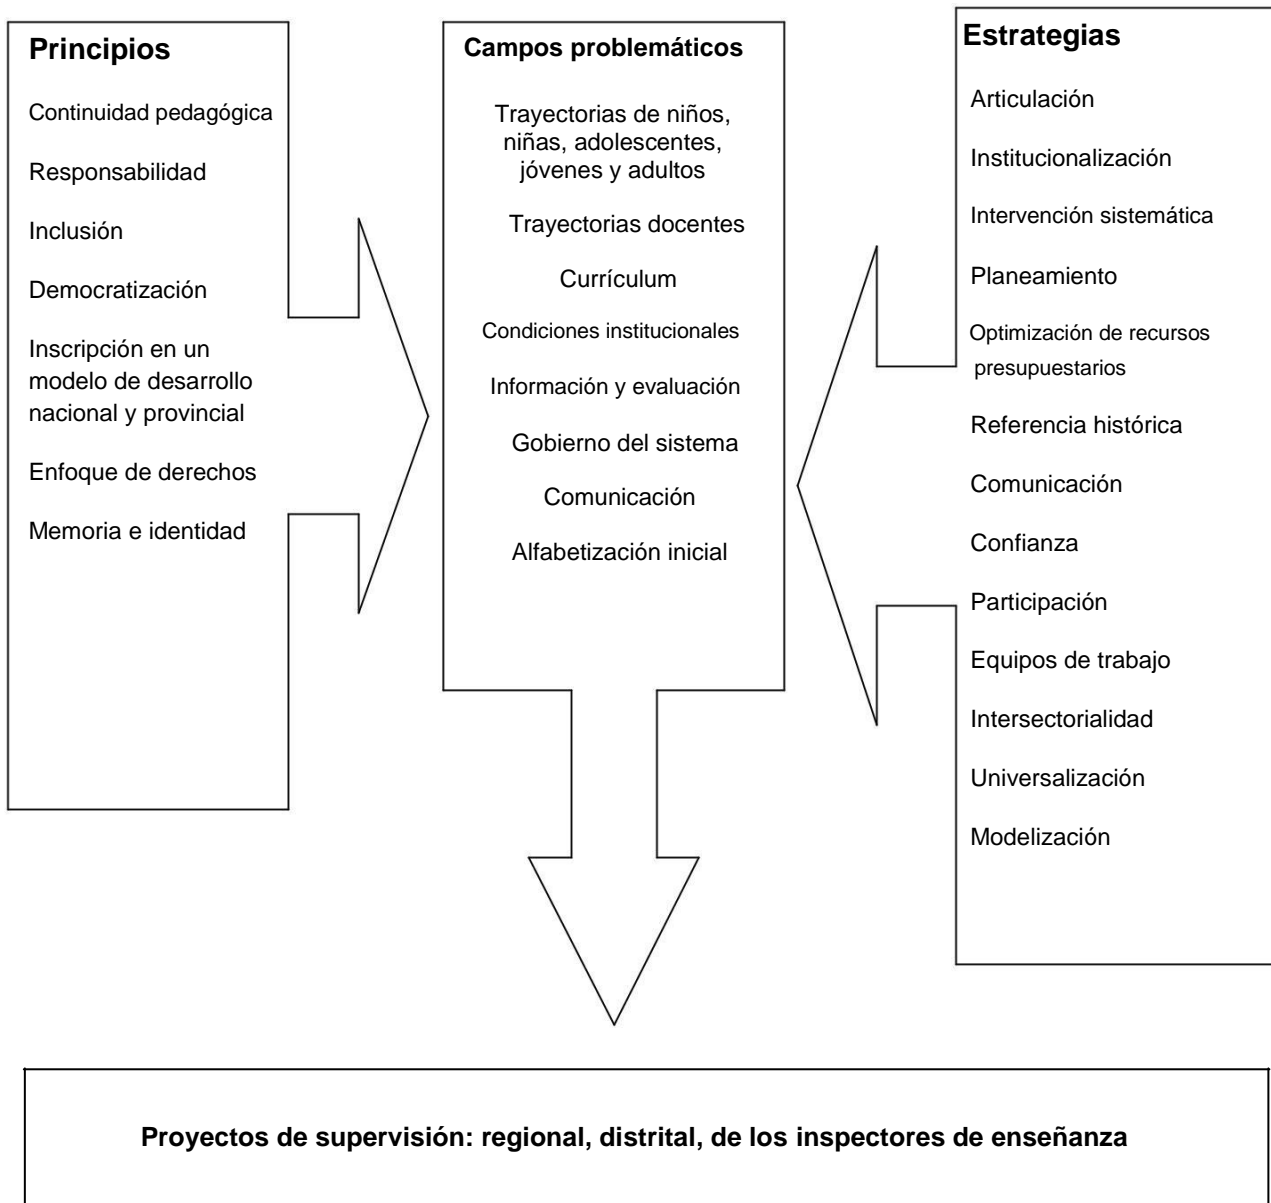 Principios
Continuidad pedagógica
Responsabilidad
Inclusión
Democratización
Inscripción en un
modelo de desarrollo
nacional y provincial
Enfoque de derechos
Memoria e identidad
Campos problemáticos
Trayectorias de niños,
niñas, adolescentes,
jóvenes y adultos
Trayectorias docentes
Currículum
Condiciones institucionales
Información y evaluación
Gobierno del sistema
Comunicación
Alfabetización inicial
Estrategias
Articulación
Institucionalización
Intervención sistemática
Planeamiento
Optimización de recursos
presupuestarios
Referencia histórica
Comunicación
Confianza
Participación
Equipos de trabajo
Intersectorialidad
Universalización
Modelización
Proyectos de supervisión: regional, distrital, de los inspectores de enseñanza